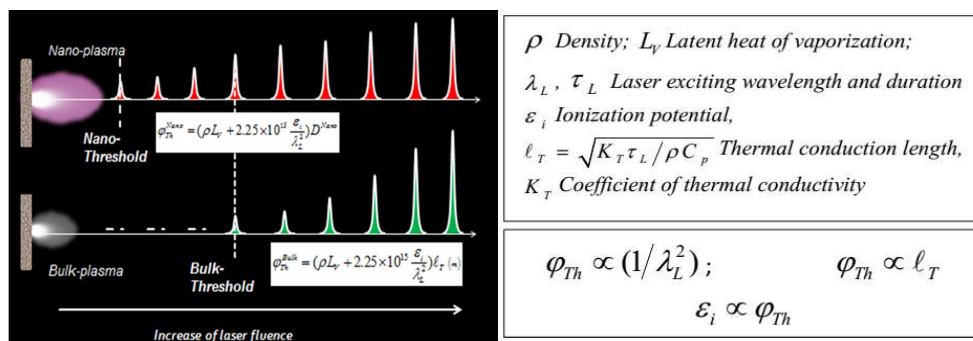 Nano-plasma
φ_Th^Nano = (ρL_V + 2.25×10^15 ε_i/λ_L^2)D^Nano
Nano-
Threshold
Bulk-plasma
Bulk-
Threshold
φ_Th^Bulk = (ρL_V + 2.25×10^15 ε_i/λ_L^2)ℓ_T (m)
Increase of laser fluence
ρ Density; L_V Latent heat of vaporization;
λ_L, τ_L Laser exciting wavelength and duration
ε_i Ionization potential,
ℓ_T = √(K_T τ_L / ρ C_p) Thermal conduction length,
K_T Coefficient of thermal conductivity
φ_Th ∝ (1/λ_L^2); φ_Th ∝ ℓ_T
ε_i ∝ φ_Th